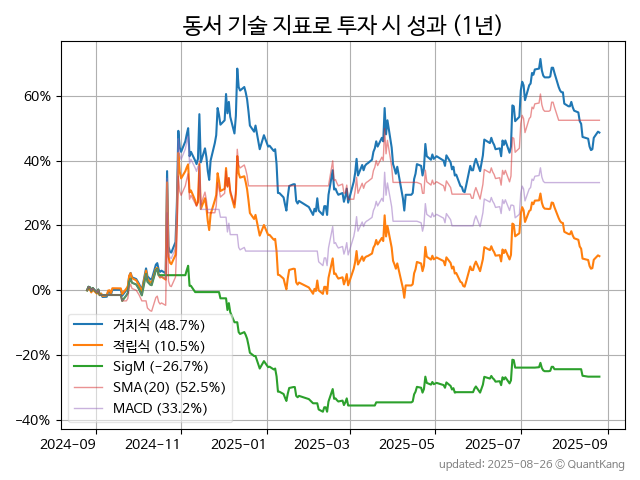 동서 기술 지표로 투자 시 성과 (1년)
60%
40%
20%
0%
−20%
−40%
거치식 (48.7%)
적립식 (10.5%)
SigM (−26.7%)
SMA(20) (52.5%)
MACD (33.2%)
2024-09 2024-11 2025-01 2025-03 2025-05 2025-07 2025-09
updated: 2025-08-26 © QuantKang